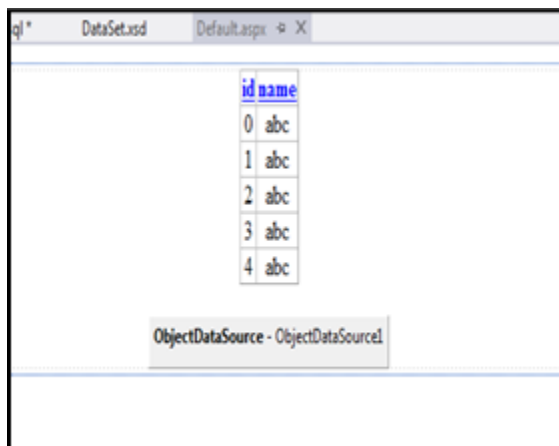 ql* DataSet.xsd Default.aspx
id name
0 abc
1 abc
2 abc
3 abc
4 abc
ObjectDataSource - ObjectDataSource1